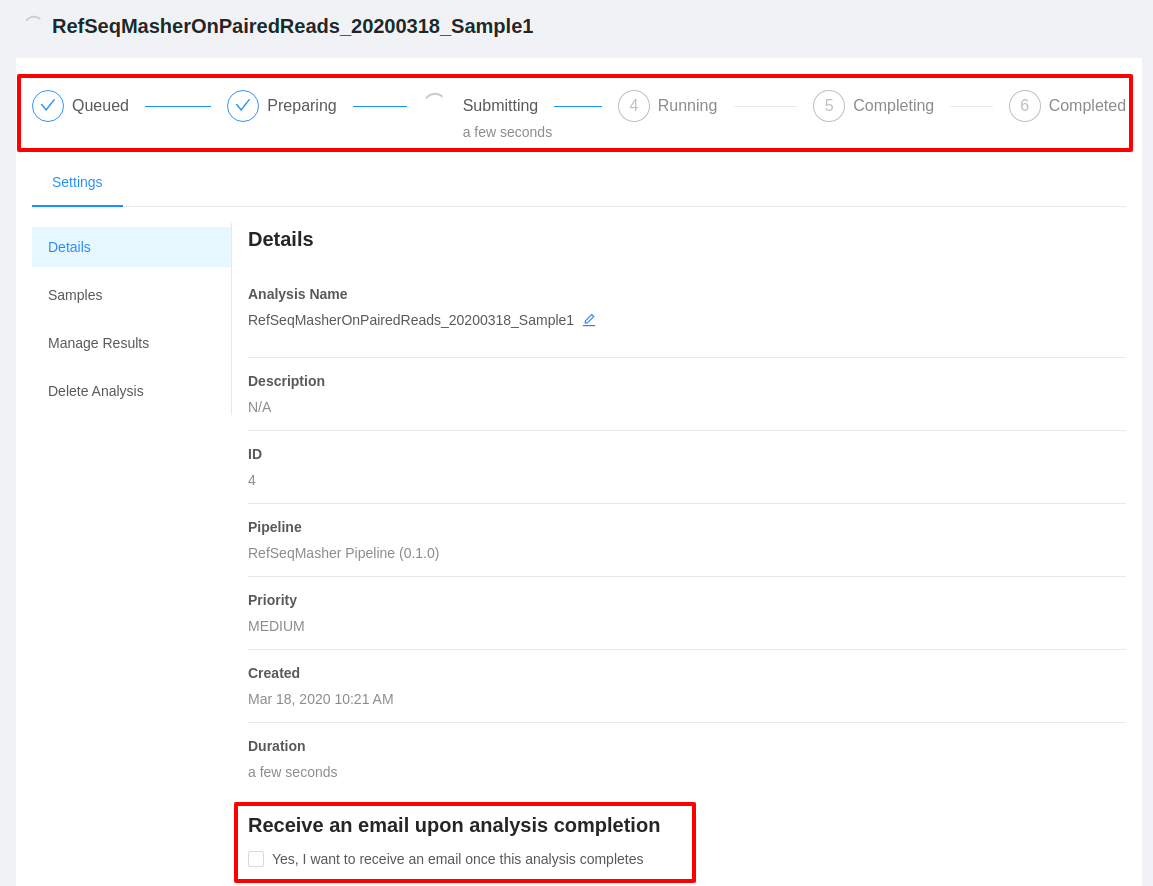 RefSeqMasherOnPairedReads_20200318_Sample1
Queued Preparing Submitting 4 Running 5 Completing 6 Completed
a few seconds
Settings
Details
Samples
Manage Results
Delete Analysis
Details
Analysis Name
RefSeqMasherOnPairedReads_20200318_Sample1
Description
N/A
ID
4
Pipeline
RefSeqMasher Pipeline (0.1.0)
Priority
MEDIUM
Created
Mar 18, 2020 10:21 AM
Duration
a few seconds
Receive an email upon analysis completion
Yes, I want to receive an email once this analysis completes